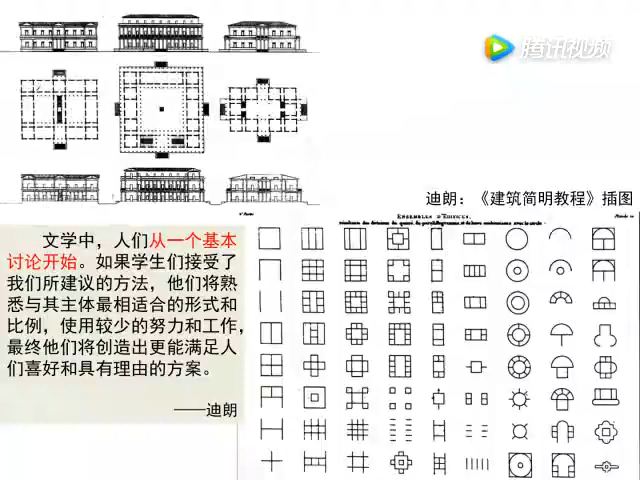 腾讯视频
迪朗：《建筑简明教程》插图
ENSEMBLES D'EDIFICES,
文学中，人们从一个基本
讨论开始。如果学生们接受了
我们所建议的方法，他们将熟
悉与其主体最相适合的形式和
比例，使用较少的努力和工作，
最终他们将创造出更能满足人
们喜好和具有理由的方案。
——迪朗